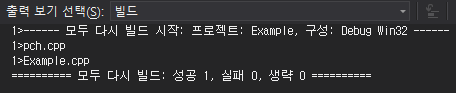 출력 보기 선택(S): 빌드
1>------ 모두 다시 빌드 시작: 프로젝트: Example, 구성: Debug Win32 ------
1>pch.cpp
1>Example.cpp
========== 모두 다시 빌드: 성공 1, 실패 0, 생략 0 ==========